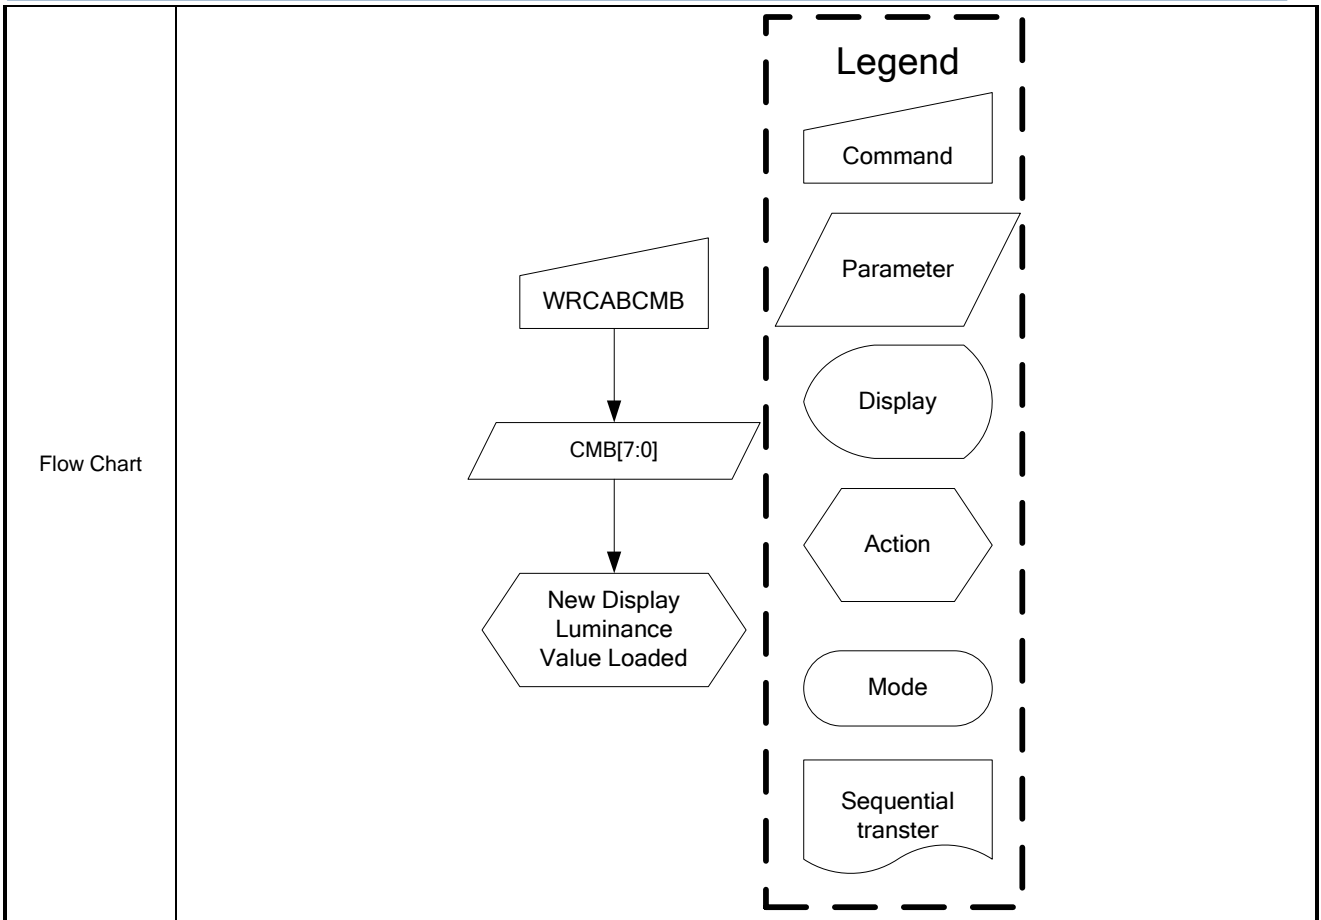 Flow Chart
WRCABCMB
CMB[7:0]
New Display
Luminance
Value Loaded
Legend
Command
Parameter
Display
Action
Mode
Sequential
transter